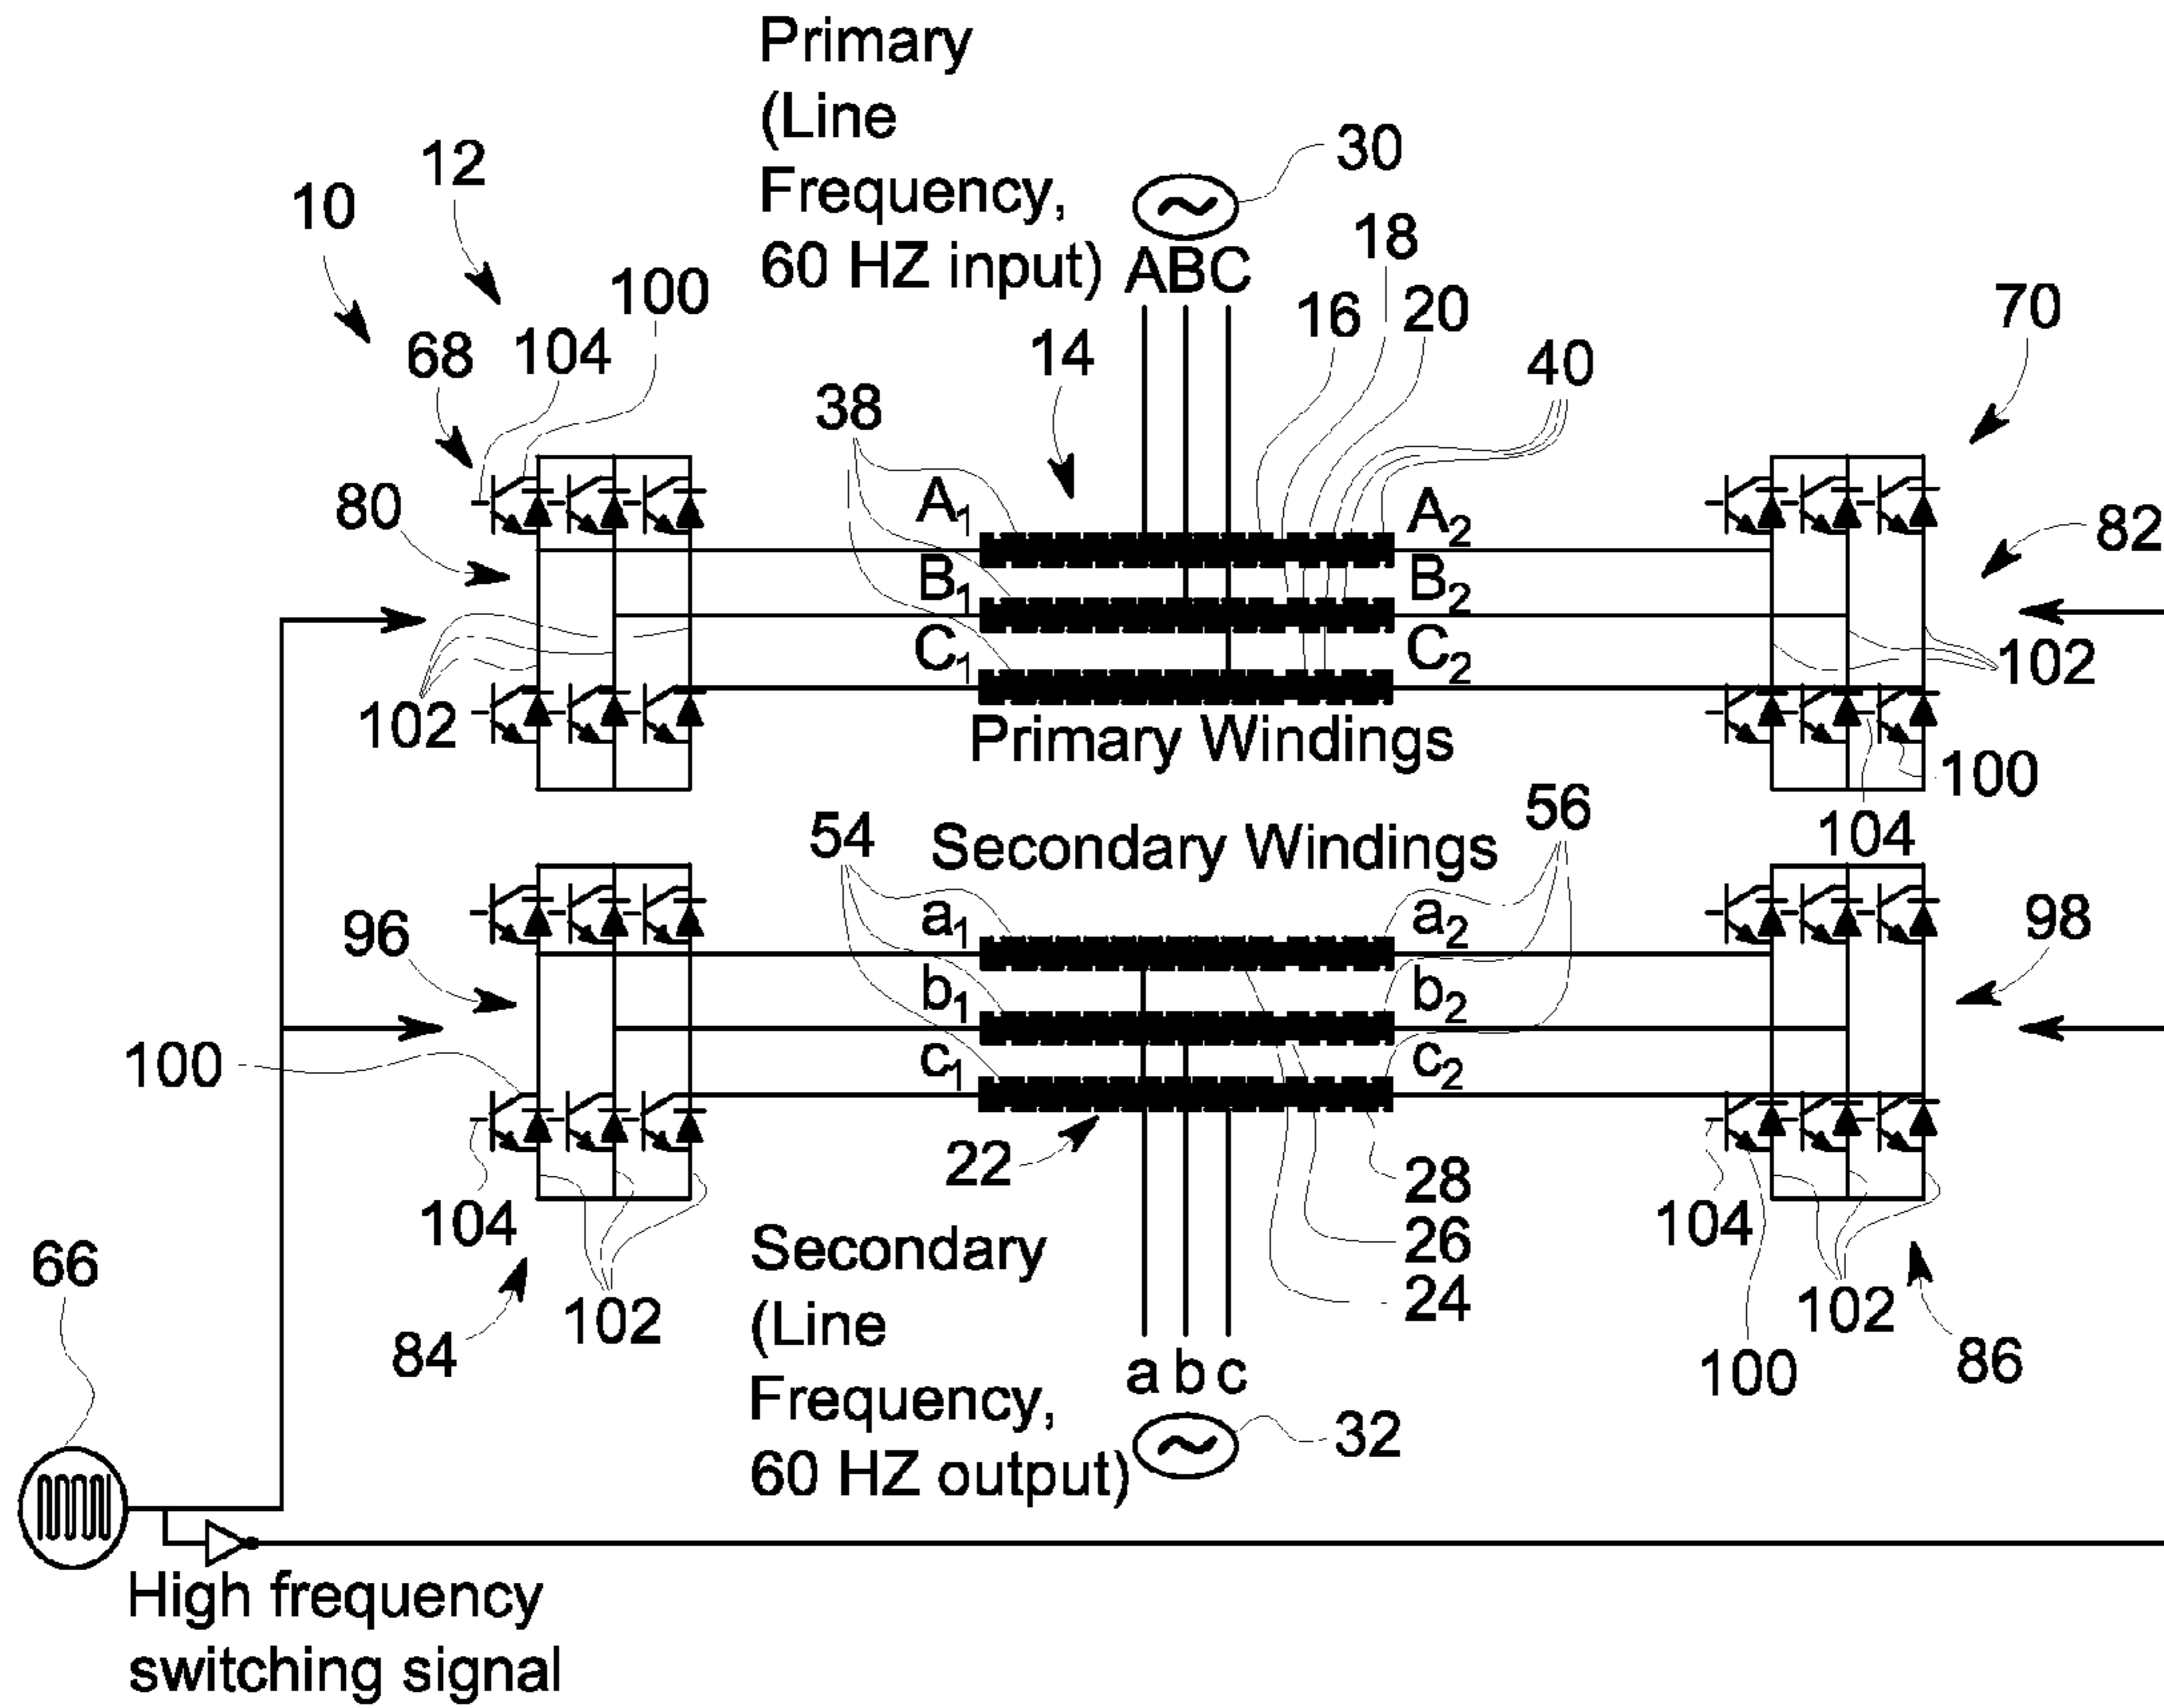 Primary
(Line
Frequency,
60 HZ input)
30
ABC
12
10
100
68
104
18
16
20
14
40
38
70
80
82
A1
A2
B1
B2
C1
C2
102
102
Primary Windings
100
104
54
Secondary Windings
56
96
98
a1
a2
b1
b2
c1
c2
100
22
28
26
24
104
102
84
104
102
100
86
66
Secondary
(Line
Frequency,
60 HZ output)
a b c
32
High frequency
switching signal